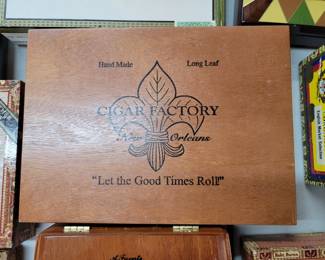 Hand Made Long Leaf
CIGAR FACTORY
New Orleans
"Let the Good Times Roll!"